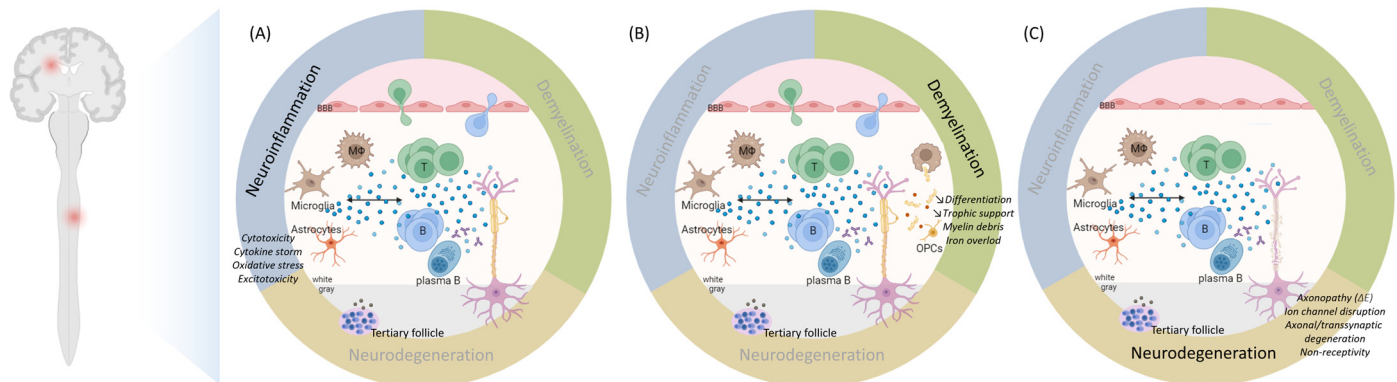 (A)
Neuroinflammation
Demyelination
BBB
MΦ
T
Microglia
Astrocytes
B
Cytotoxicity
Cytokine storm
Oxidative stress
Excitotoxicity
plasma B
white
gray
Tertiary follicle
Neurodegeneration
(B)
Neuroinflammation
Demyelination
BBB
MΦ
T
Microglia
Astrocytes
B
↘Differentiation
↘Trophic support
Myelin debris
Iron overlod
OPCs
plasma B
white
gray
Tertiary follicle
Neurodegeneration
(C)
Neuroinflammation
Demyelination
BBB
MΦ
T
Microglia
Astrocytes
B
plasma B
white
gray
Axonopathy (ΔE)
Ion channel disruption
Axonal/transsynaptic
degeneration
Non-receptivity
Tertiary follicle
Neurodegeneration